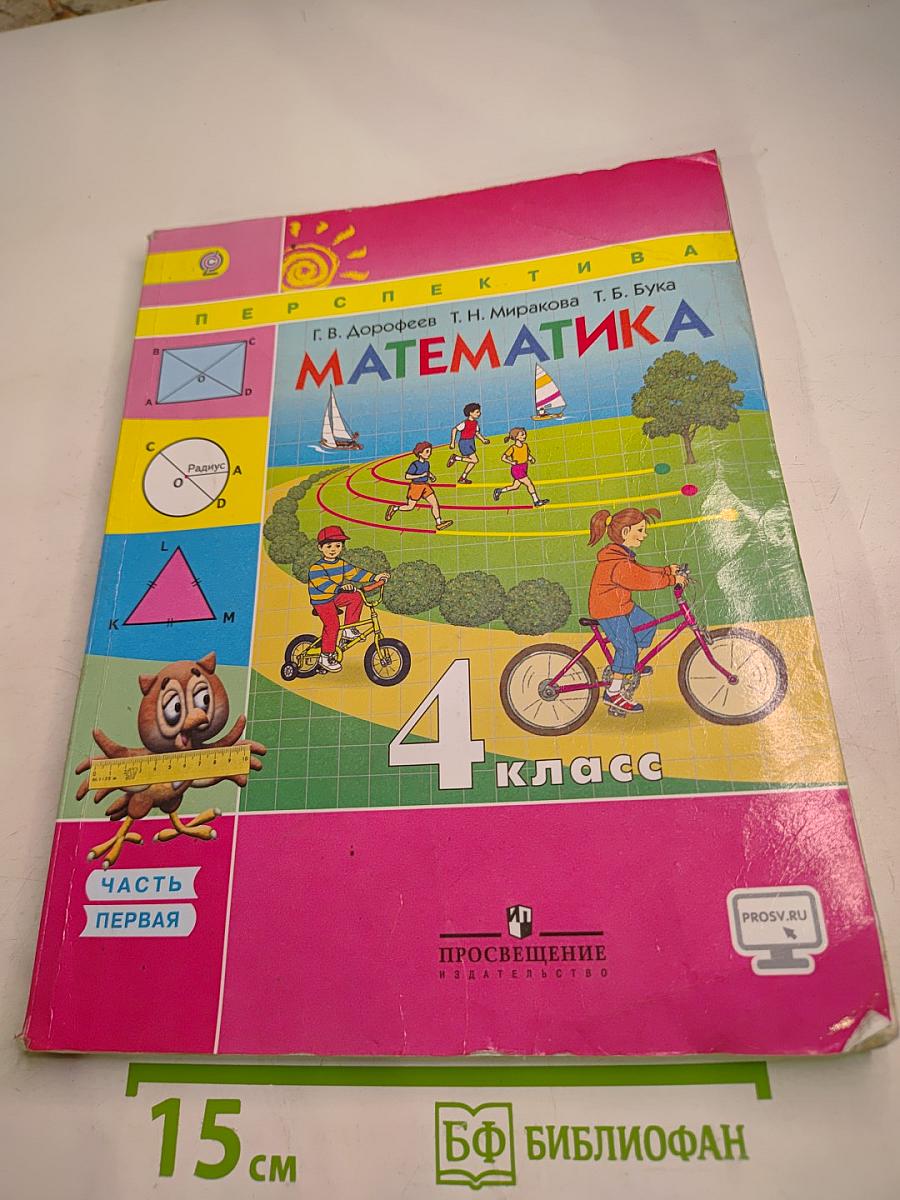 ПЕРСПЕКТИВА
Г. В. Дорофеев Т. Н. Миракова Т. Б. Бука
МАТЕМАТИКА
B C
O
A D
C
Радиус A
O
D
L
K M
4 класс
ЧАСТЬ
ПЕРВАЯ
PROSV.RU
ПРОСВЕЩЕНИЕ
ИЗДАТЕЛЬСТВО
15 см
БФ БИБЛИОФАН